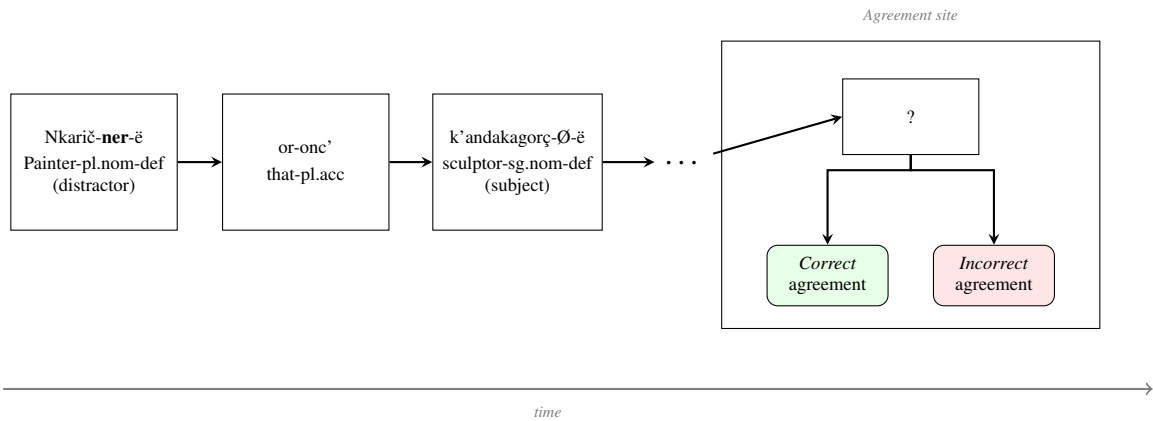 Agreement site
Nkarič-ner-ë
Painter-pl.nom-def
(distractor)
or-onc’
that-pl.acc
k’andakagorç-Ø-ë
sculptor-sg.nom-def
(subject)
. . .
?
Correct
agreement
Incorrect
agreement
time